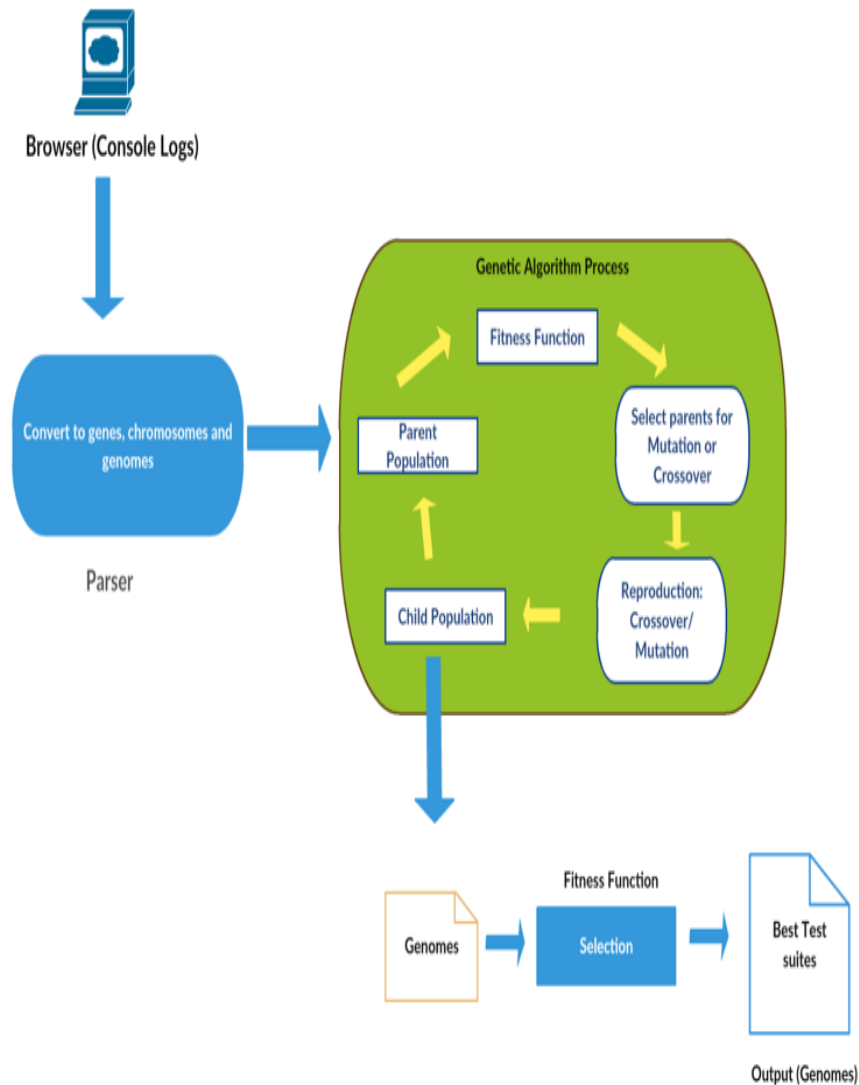 Browser (Console Logs)
Genetic Algorithm Process
Fitness Function
Convert to genes, chromosomes and
genomes
Parent
Population
Select parents for
Mutation or
Crossover
Parser
Child Population
Reproduction:
Crossover/
Mutation
Fitness Function
Genomes
Selection
Best Test
suites
Output (Genomes)